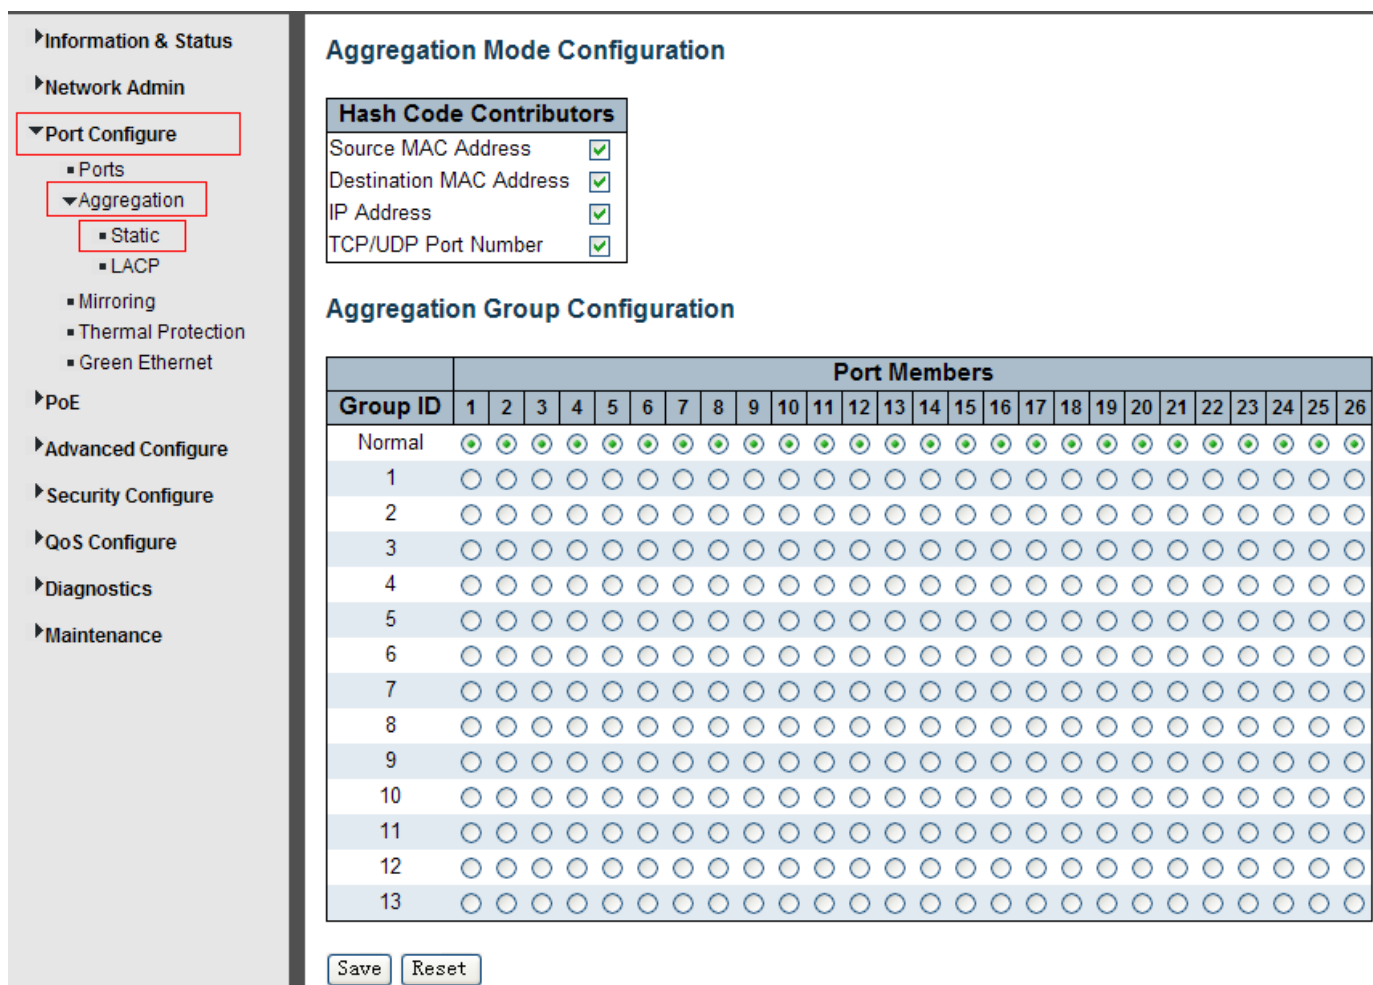 Information & Status
Network Admin
Port Configure
Ports
Aggregation
Static
LACP
Mirroring
Thermal Protection
Green Ethernet
PoE
Advanced Configure
Security Configure
QoS Configure
Diagnostics
Maintenance
Aggregation Mode Configuration
Hash Code Contributors
Source MAC Address
Destination MAC Address
IP Address
TCP/UDP Port Number
Aggregation Group Configuration
Port Members
Group ID 1 2 3 4 5 6 7 8 9 10 11 12 13 14 15 16 17 18 19 20 21 22 23 24 25 26
Normal
1
2
3
4
5
6
7
8
9
10
11
12
13
Save Reset